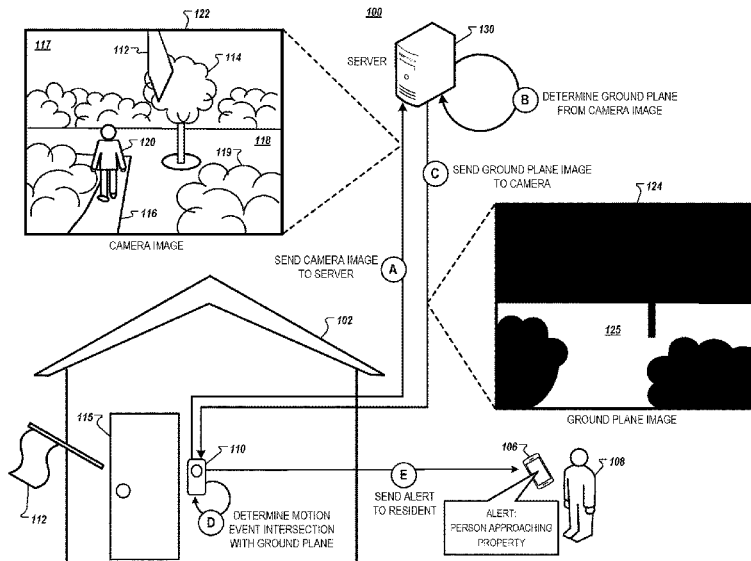 100
122
117
112
114
120
118
119
116
CAMERA IMAGE
130
SERVER
B
DETERMINE GROUND PLANE
FROM CAMERA IMAGE
C
SEND GROUND PLANE IMAGE
TO CAMERA
SEND CAMERA IMAGE
TO SERVER
A
124
125
GROUND PLANE IMAGE
102
115
110
112
D
DETERMINE MOTION
EVENT INTERSECTION
WITH GROUND PLANE
E
SEND ALERT
TO RESIDENT
106
108
ALERT:
PERSON APPROACHING
PROPERTY